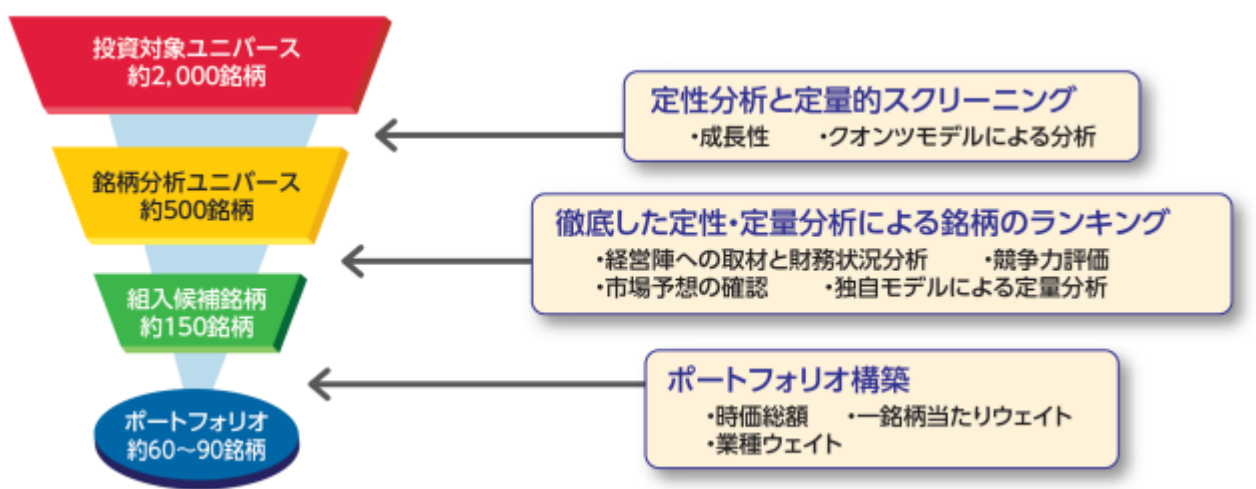 投資対象ユニバース
約2,000銘柄
定性分析と定量的スクリーニング
・成長性　・クオンツモデルによる分析
銘柄分析ユニバース
約500銘柄
徹底した定性・定量分析による銘柄のランキング
・経営陣への取材と財務状況分析　・競争力評価
・市場予想の確認　・独自モデルによる定量分析
組入候補銘柄
約150銘柄
ポートフォリオ構築
・時価総額　・一銘柄当たりウェイト
・業種ウェイト
ポートフォリオ
約60～90銘柄